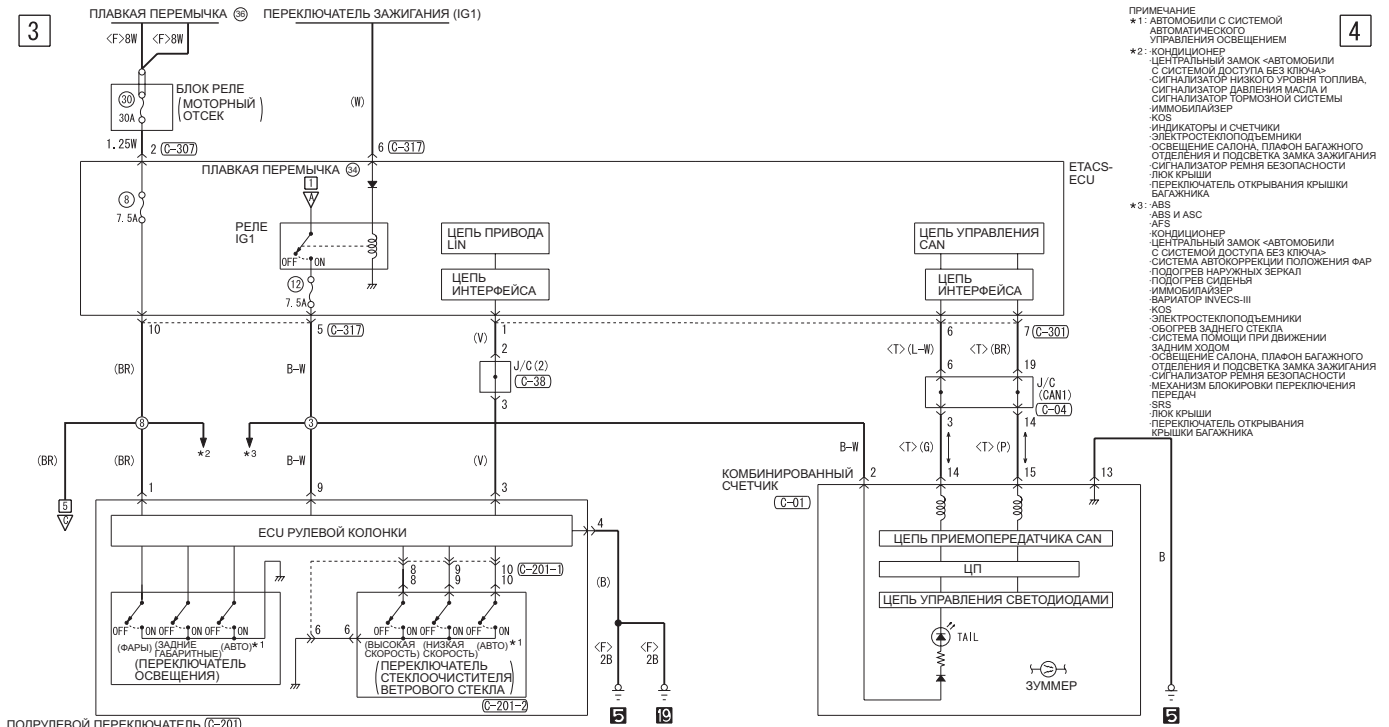 3
ПЛАВКАЯ ПЕРЕМЫЧКА 36
ПЕРЕКЛЮЧАТЕЛЬ ЗАЖИГАНИЯ (IG1)
<F>8W <F>8W
БЛОК РЕЛЕ
(МОТОРНЫЙ
ОТСЕК)
30
30A
(W)
1.25W 2 (C-307)
6 (C-317)
ПЛАВКАЯ ПЕРЕМЫЧКА 34
ETACS-
ECU
1
A
8
7.5A
РЕЛЕ
IG1
OFF ON
12
7.5A
ЦЕПЬ ПРИВОДА
LIN
ЦЕПЬ
ИНТЕРФЕЙСА
ЦЕПЬ УПРАВЛЕНИЯ
CAN
ЦЕПЬ
ИНТЕРФЕЙСА
10 5 (C-317) 1 6 7 (C-301)
(V)
<T>(L-W) <T>(BR)
(BR) B-W
2
J/C(2)
(C-38)
3
6 19
J/C
(CAN1)
(C-04)
3 14
8 3
*2 *3
(BR) (BR) B-W (V)
B-W <T>(G) <T>(P)
5
C
1 9 3
КОМБИНИРОВАННЫЙ
СЧЕТЧИК
(C-01)
2 14 15 13
ECU РУЛЕВОЙ КОЛОНКИ
4
(B)
8 9 10 (C-201-1)
8 9 10
6 6
OFF ON OFF ON OFF ON
(ФАРЫ) (ЗАДНИЕ ГАБАРИТНЫЕ) (АВТО)*1
(ПЕРЕКЛЮЧАТЕЛЬ
ОСВЕЩЕНИЯ)
OFF ON OFF ON OFF ON
(ВЫСОКАЯ СКОРОСТЬ) (НИЗКАЯ СКОРОСТЬ) (АВТО)*1
(ПЕРЕКЛЮЧАТЕЛЬ
СТЕКЛООЧИСТИТЕЛЯ
ВЕТРОВОГО СТЕКЛА)
(C-201-2)
<F>
2B
<F>
2B
5 19
ЦЕПЬ ПРИЕМОПЕРЕДАТЧИКА CAN
ЦП
ЦЕПЬ УПРАВЛЕНИЯ СВЕТОДИОДАМИ
TAIL
ЗУММЕР
B
5
ПОДРУЛЕВОЙ ПЕРЕКЛЮЧАТЕЛЬ (C-201)
4
ПРИМЕЧАНИЕ
*1: АВТОМОБИЛИ С СИСТЕМОЙ
АВТОМАТИЧЕСКОГО
УПРАВЛЕНИЯ ОСВЕЩЕНИЕМ
*2: ·КОНДИЦИОНЕР
·ЦЕНТРАЛЬНЫЙ ЗАМОК <АВТОМОБИЛИ
С СИСТЕМОЙ ДОСТУПА БЕЗ КЛЮЧА>
·СИГНАЛИЗАТОР НИЗКОГО УРОВНЯ ТОПЛИВА,
СИГНАЛИЗАТОР ДАВЛЕНИЯ МАСЛА И
СИГНАЛИЗАТОР ТОРМОЗНОЙ СИСТЕМЫ
·ИММОБИЛАЙЗЕР
·KOS
·ИНДИКАТОРЫ И СЧЕТЧИКИ
·ЭЛЕКТРОСТЕКЛОПОДЪЕМНИКИ
·ОСВЕЩЕНИЕ САЛОНА, ПЛАФОН БАГАЖНОГО
ОТДЕЛЕНИЯ И ПОДСВЕТКА ЗАМКА ЗАЖИГАНИЯ
·СИГНАЛИЗАТОР РЕМНЯ БЕЗОПАСНОСТИ
·ЛЮК КРЫШИ
·ПЕРЕКЛЮЧАТЕЛЬ ОТКРЫВАНИЯ КРЫШКИ
БАГАЖНИКА
*3: ·ABS
·ABS И ASC
·AFS
·КОНДИЦИОНЕР
·ЦЕНТРАЛЬНЫЙ ЗАМОК <АВТОМОБИЛИ
С СИСТЕМОЙ ДОСТУПА БЕЗ КЛЮЧА>
·СИСТЕМА АВТОКОРРЕКЦИИ ПОЛОЖЕНИЯ ФАР
·ПОДОГРЕВ НАРУЖНЫХ ЗЕРКАЛ
·ПОДОГРЕВ СИДЕНЬЯ
·ИММОБИЛАЙЗЕР
·ВАРИАТОР INVECS-III
·KOS
·ЭЛЕКТРОСТЕКЛОПОДЪЕМНИКИ
·ОБОГРЕВ ЗАДНЕГО СТЕКЛА
·СИСТЕМА ПОМОЩИ ПРИ ДВИЖЕНИИ
ЗАДНИМ ХОДОМ
·ОСВЕЩЕНИЕ САЛОНА, ПЛАФОН БАГАЖНОГО
ОТДЕЛЕНИЯ И ПОДСВЕТКА ЗАМКА ЗАЖИГАНИЯ
·СИГНАЛИЗАТОР РЕМНЯ БЕЗОПАСНОСТИ
·МЕХАНИЗМ БЛОКИРОВКИ ПЕРЕКЛЮЧЕНИЯ
ПЕРЕДАЧ
·SRS
·ЛЮК КРЫШИ
·ПЕРЕКЛЮЧАТЕЛЬ ОТКРЫВАНИЯ
КРЫШКИ БАГАЖНИКА